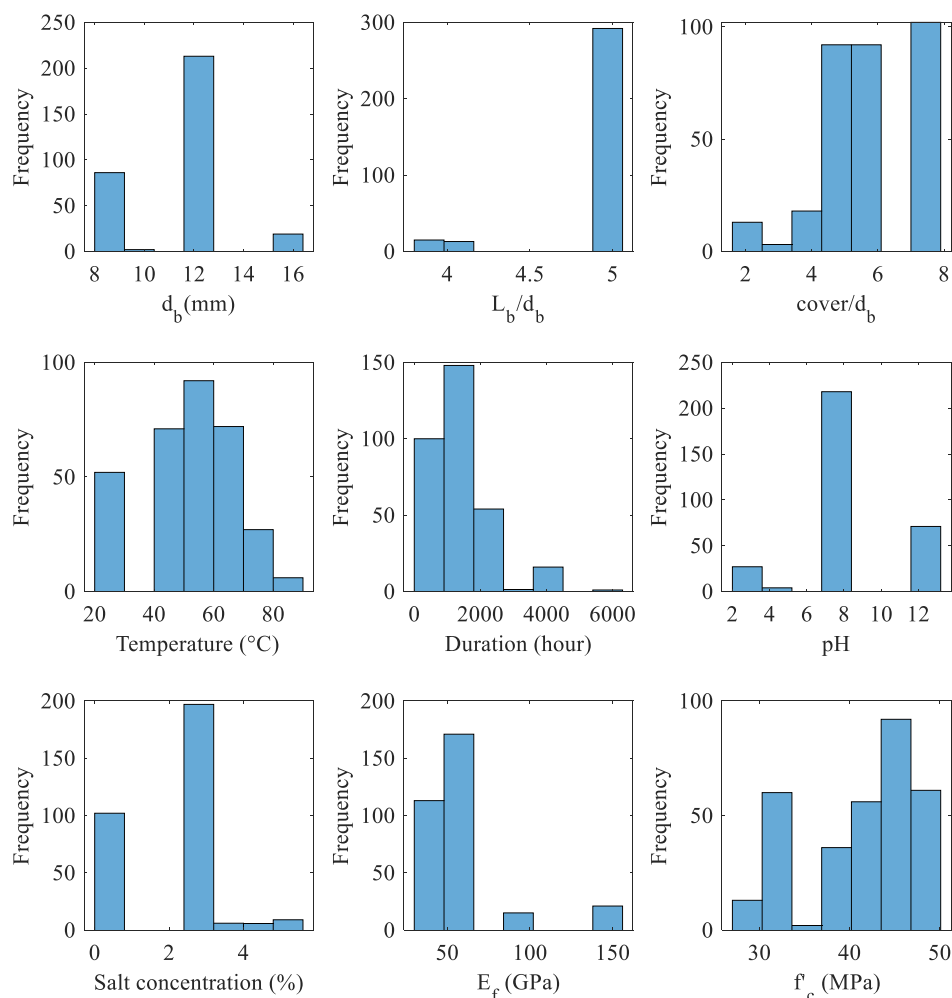 250
200
150
100
50
0
Frequency
8 10 12 14 16
d_b(mm)
300
200
100
0
Frequency
4 4.5 5
L_b/d_b
100
50
0
Frequency
2 4 6 8
cover/d_b
100
50
0
Frequency
20 40 60 80
Temperature (°C)
150
100
50
0
Frequency
0 2000 4000 6000
Duration (hour)
250
200
150
100
50
0
Frequency
2 4 6 8 10 12
pH
200
150
100
50
0
Frequency
0 2 4
Salt concentration (%)
200
150
100
50
0
Frequency
50 100 150
E_f (GPa)
100
50
0
Frequency
30 40 50
f'_c (MPa)